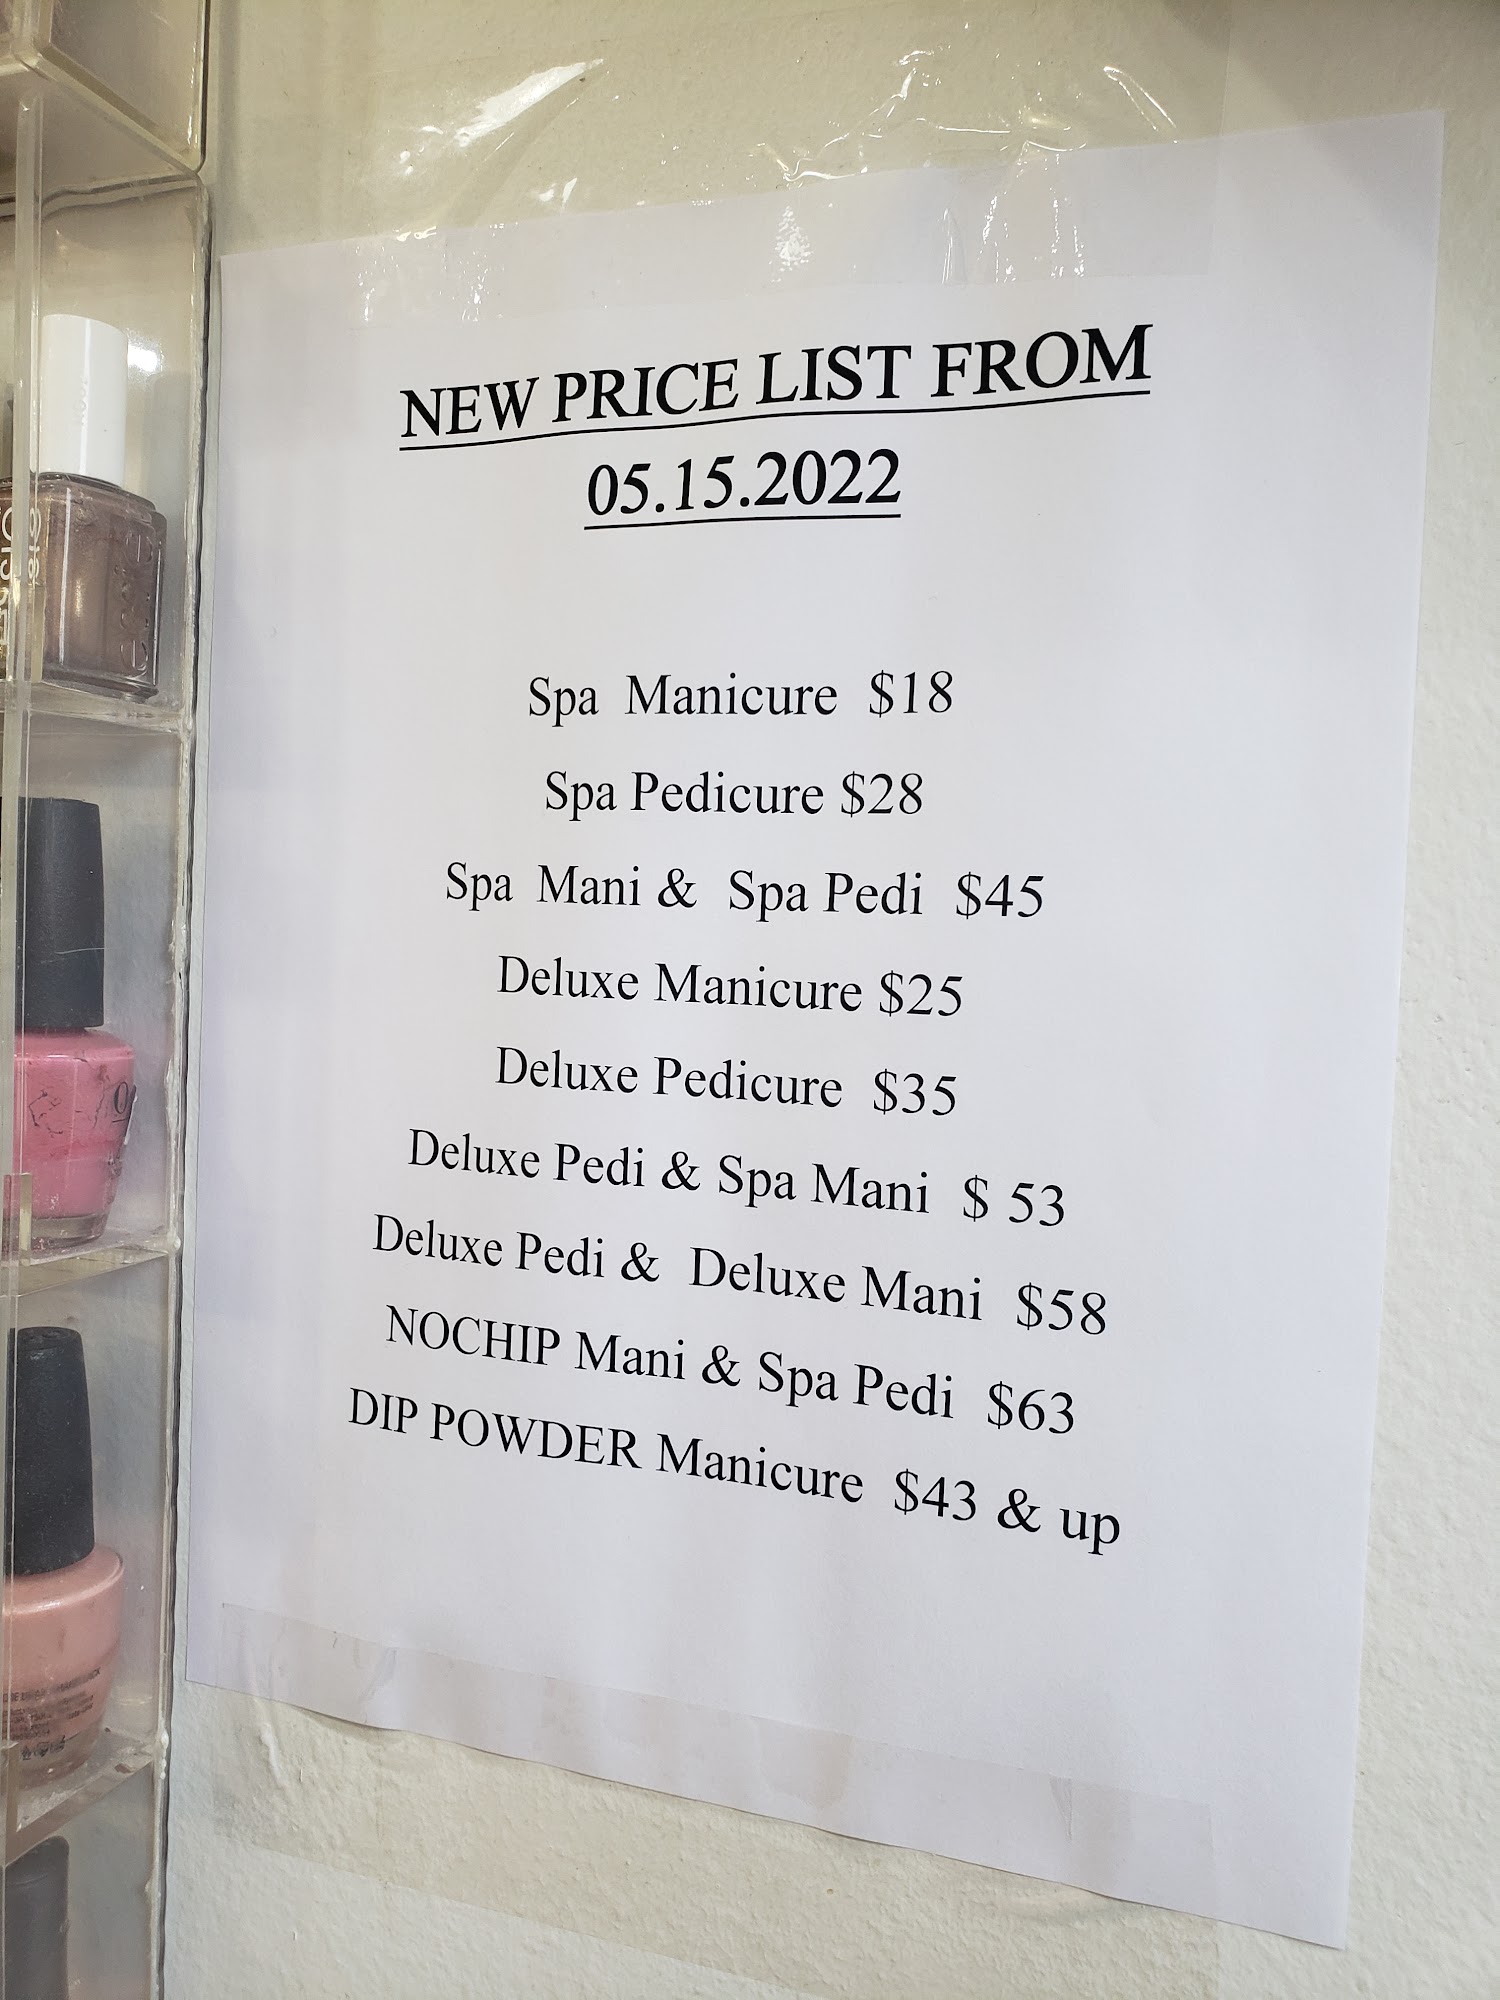 NEW PRICE LIST FROM
05.15.2022
Spa Manicure $18
Spa Pedicure $28
Spa Mani & Spa Pedi $45
Deluxe Manicure $25
Deluxe Pedicure $35
Deluxe Pedi & Spa Mani $ 53
Deluxe Pedi & Deluxe Mani $58
NOCHIP Mani & Spa Pedi $63
DIP POWDER Manicure $43 & up
essie